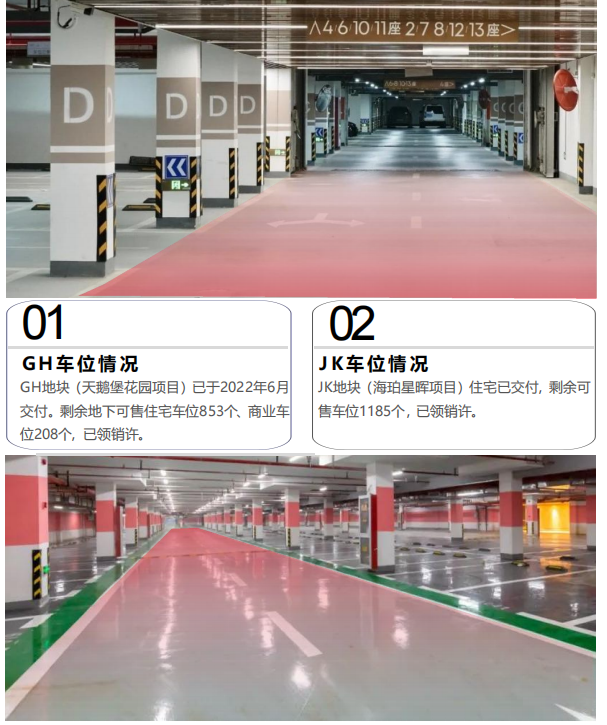 4·6·10·11座 2·7·8·12·13座
D
D
D
D
01
GH车位情况
GH地块（天鹅堡花园项目）已于2022年6月
交付。剩余地下可售住宅车位853个、商业车
位208个，已领销许。
02
JK车位情况
JK地块（海珀星晖项目）住宅已交付，剩余可
售车位1185个，已领销许。